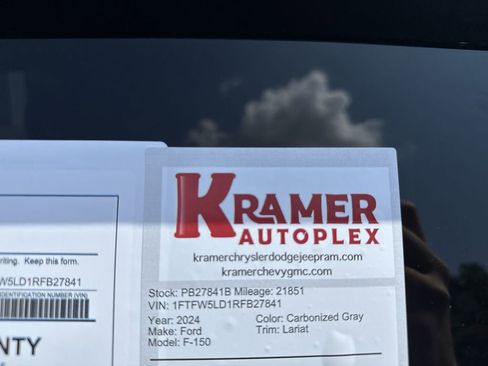 KRAMER
AUTOPLEX
kramerchryslerdodgejeepram.com
kramerchevygmc.com
Stock: PB27841B Mileage: 21851
VIN: 1FTFW5LD1RFB27841
Year: 2024 Color: Carbonized Gray
Make: Ford Trim: Lariat
Model: F-150
riting. Keep this form.
W5LD1RFB27841
IDENTIFICATION NUMBER (VIN)
NTY